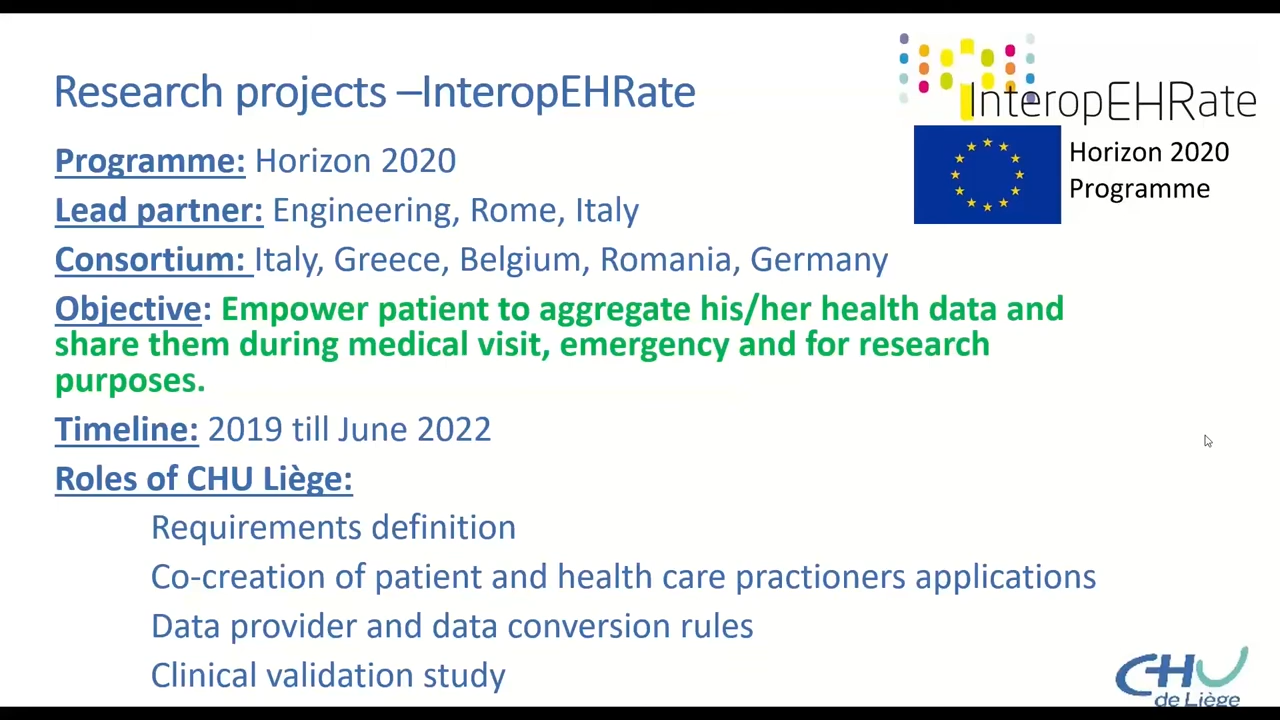 Research projects –InteropEHRate
InteropEHRate
Horizon 2020
Programme
Programme: Horizon 2020
Lead partner: Engineering, Rome, Italy
Consortium: Italy, Greece, Belgium, Romania, Germany
Objective: Empower patient to aggregate his/her health data and
share them during medical visit, emergency and for research
purposes.
Timeline: 2019 till June 2022
Roles of CHU Liège:
Requirements definition
Co-creation of patient and health care practioners applications
Data provider and data conversion rules
Clinical validation study
CHU
de Liège